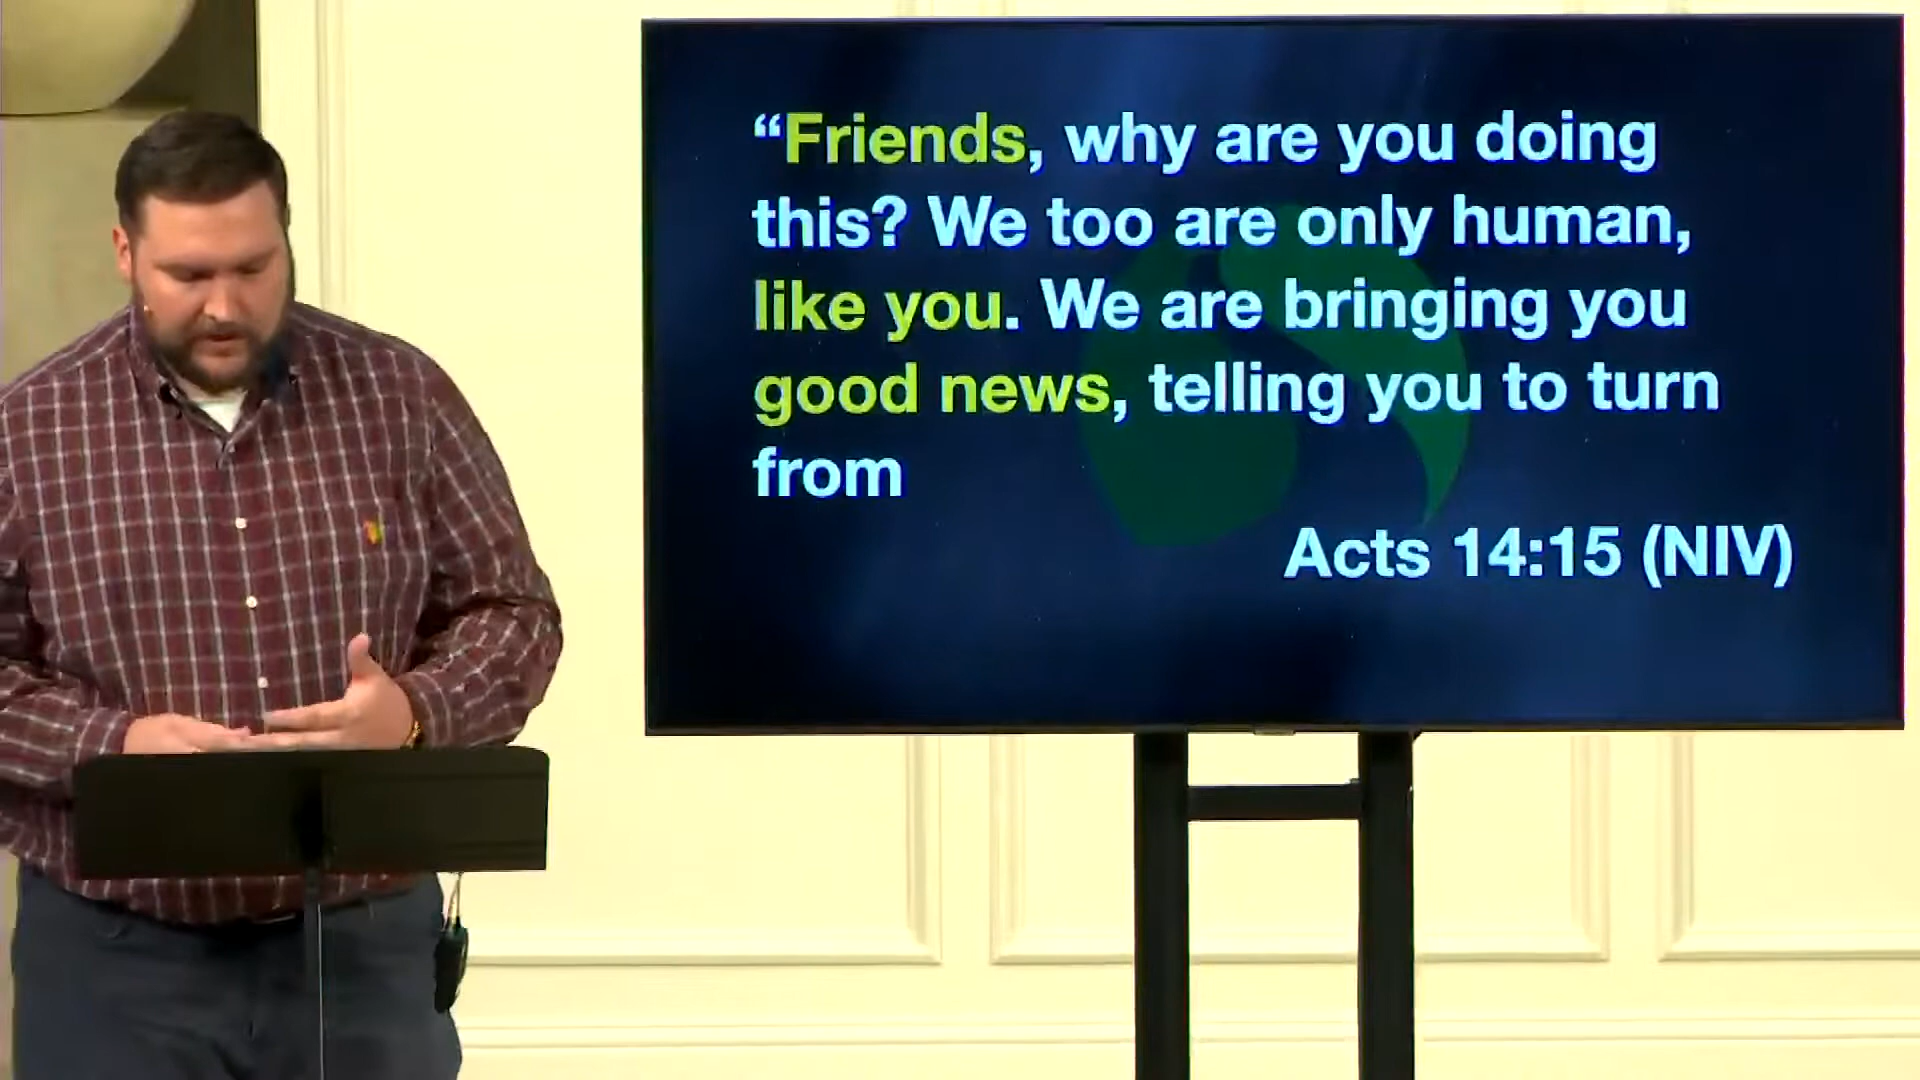 “Friends, why are you doing
this? We too are only human,
like you. We are bringing you
good news, telling you to turn
from
Acts 14:15 (NIV)